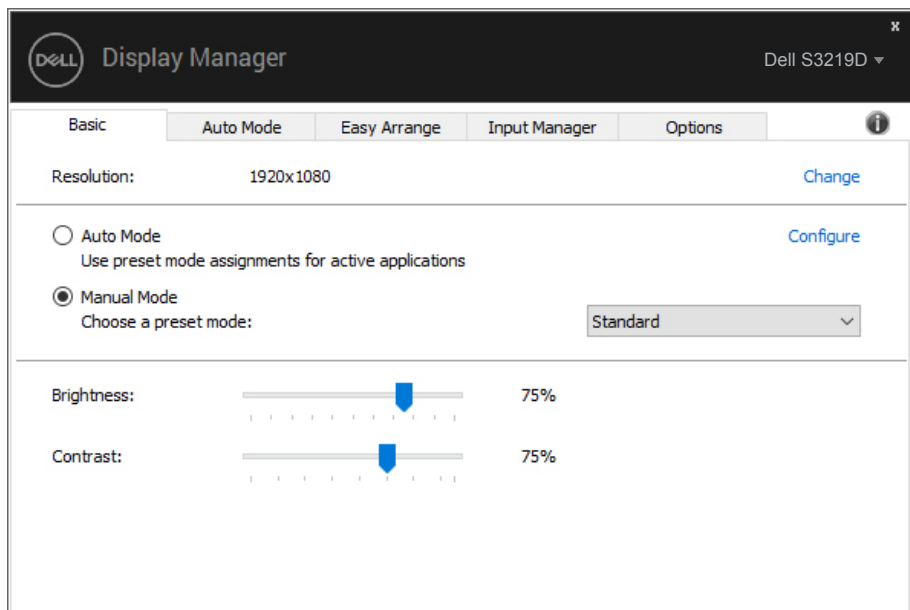 x
DELL Display Manager Dell S3219D
Basic Auto Mode Easy Arrange Input Manager Options i
Resolution: 1920x1080 Change
Auto Mode Configure
Use preset mode assignments for active applications
Manual Mode
Choose a preset mode: Standard
Brightness: 75%
Contrast: 75%